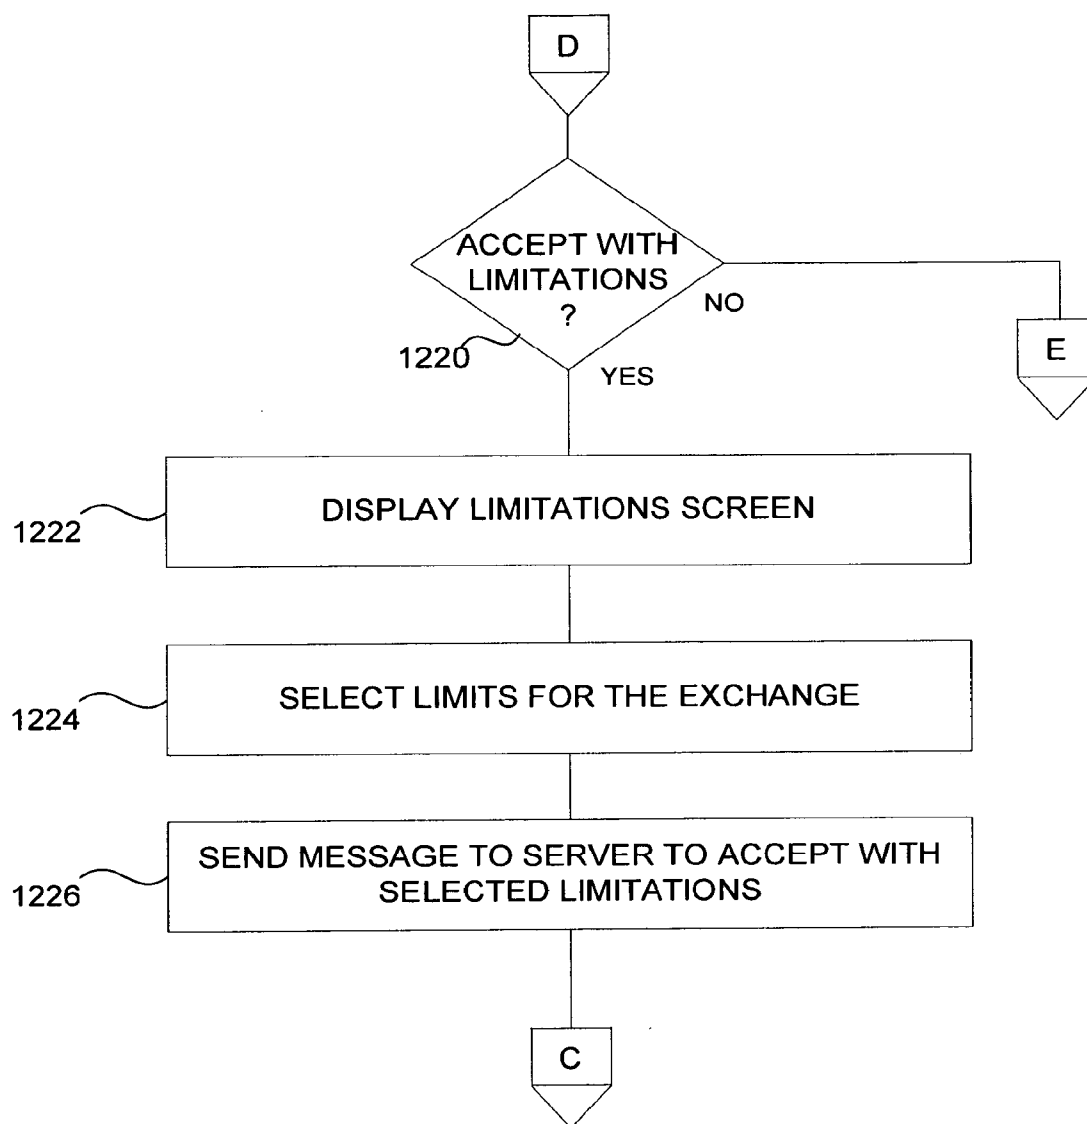 D
ACCEPT WITH
LIMITATIONS
?
NO
1220
YES
E
DISPLAY LIMITATIONS SCREEN
1222
SELECT LIMITS FOR THE EXCHANGE
1224
SEND MESSAGE TO SERVER TO ACCEPT WITH
SELECTED LIMITATIONS
1226
C